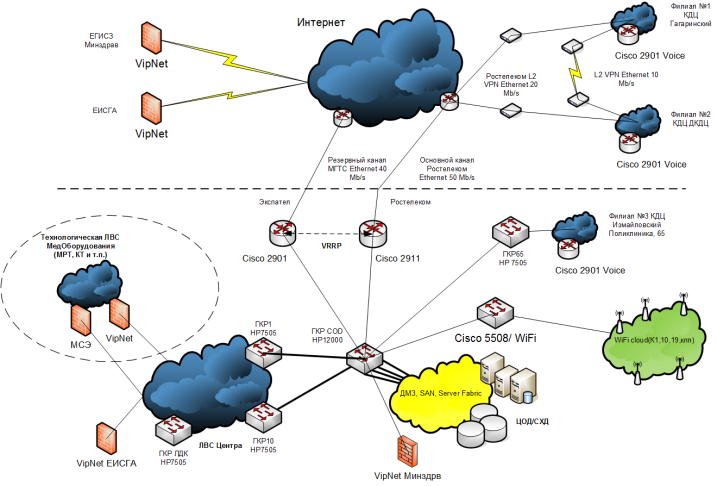 Интернет
ЕГИСЗ
Минздрав
VipNet
ЕИСГА
VipNet
Филиал №1
КДЦ
Гагаринский
Cisco 2901 Voice
Ростелеком L2
VPN Ethernet 20
Mb/s
L2 VPN Ethernet 10
Mb/s
Филиал №2
КДЦ ДКДЦ
Cisco 2901 Voice
Резервный канал
МГТС Ethernet 40
Mb/s
Основной канал
Ростелеком
Ethernet 50 Mb/s
Экспател
Ростелеком
VRRP
Cisco 2901
Cisco 2911
ГКР65
HP 7505
Филиал №3 КДЦ
Измайловский
Поликлиника, 65
Cisco 2901 Voice
Технологическая ЛВС
МедОборудования
(МРТ, КТ и т.п.)
МСЭ
VipNet
ГКР1
HP7505
ГКР COD
HP12000
Cisco 5508/ WiFi
WiFi cloud(K1,10,19,хпп)
ДМЗ, SAN, Server Fabric
ЦОД/СХД
ЛВС Центра
ГКР ЛДК
HP7505
ГКР10
HP7505
VipNet ЕИСГА
VipNet Минздрв